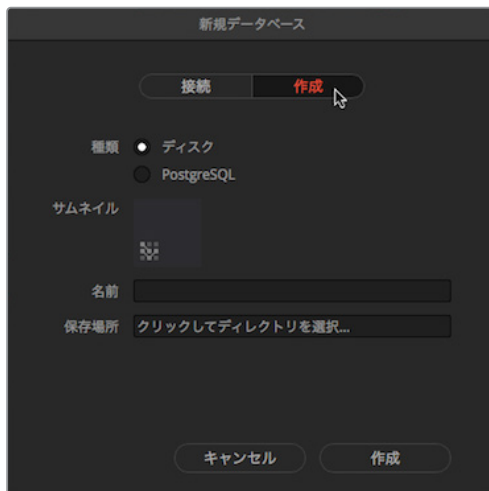 新規データベース
接続 作成
種類 ディスク
PostgreSQL
サムネイル
名前
保存場所 クリックしてディレクトリを選択...
キャンセル 作成